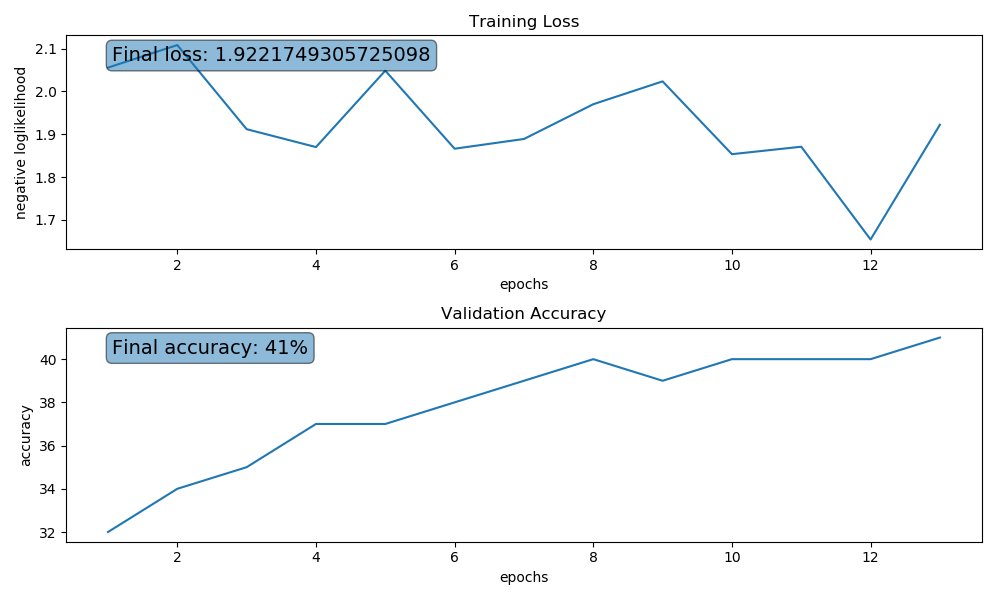 Training Loss
Final loss: 1.9221749305725098
negative loglikelihood
2.1
2.0
1.9
1.8
1.7
2 4 6 8 10 12
epochs
Validation Accuracy
Final accuracy: 41%
accuracy
40
38
36
34
32
2 4 6 8 10 12
epochs